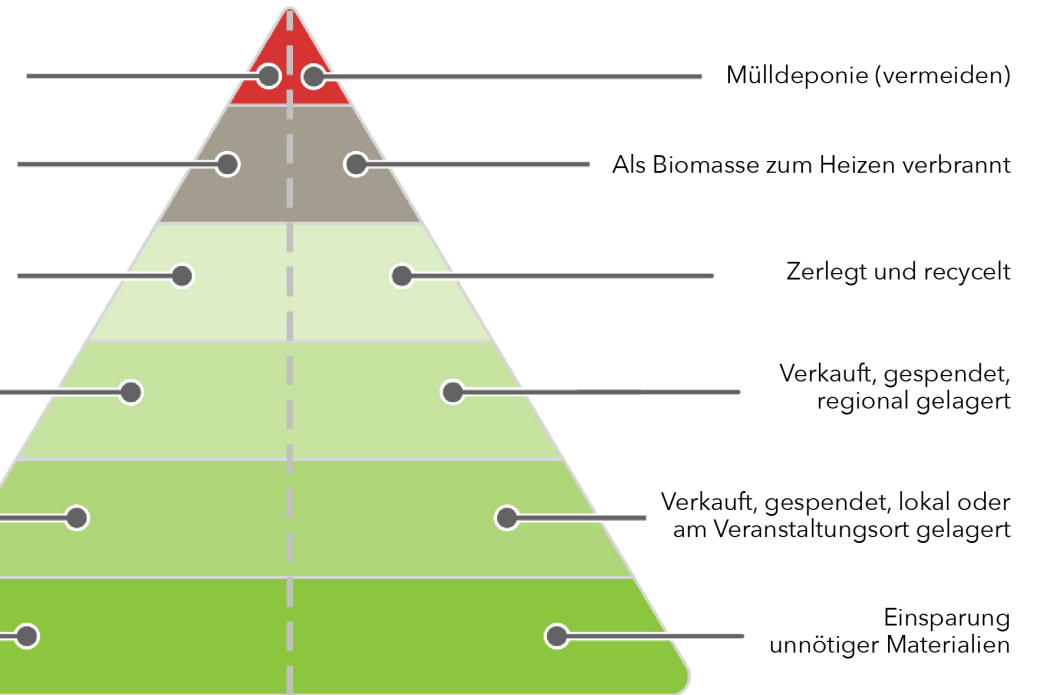 Mülldeponie (vermeiden)
Als Biomasse zum Heizen verbrannt
Zerlegt und recycelt
Verkauft, gespendet,
regional gelagert
Verkauft, gespendet, lokal oder
am Veranstaltungsort gelagert
Einsparung
unnötiger Materialien